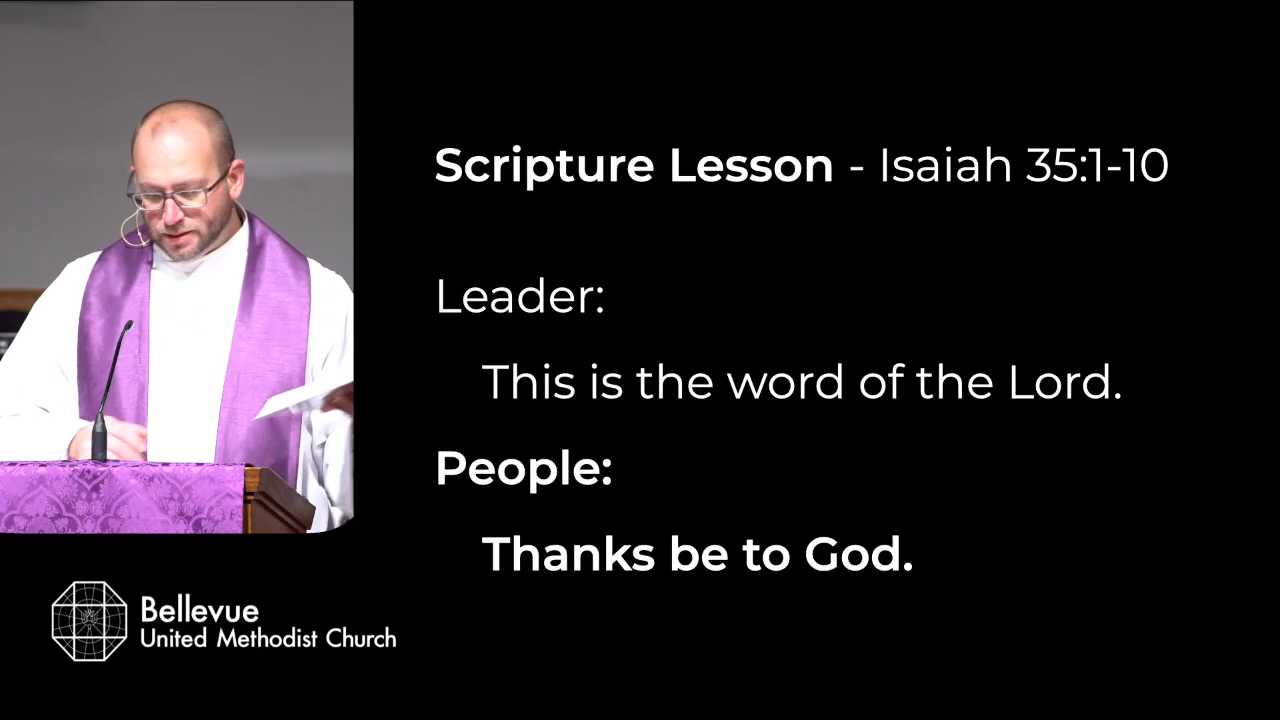 Scripture Lesson - Isaiah 35:1-10
Leader:
This is the word of the Lord.
People:
Thanks be to God.
Bellevue
United Methodist Church